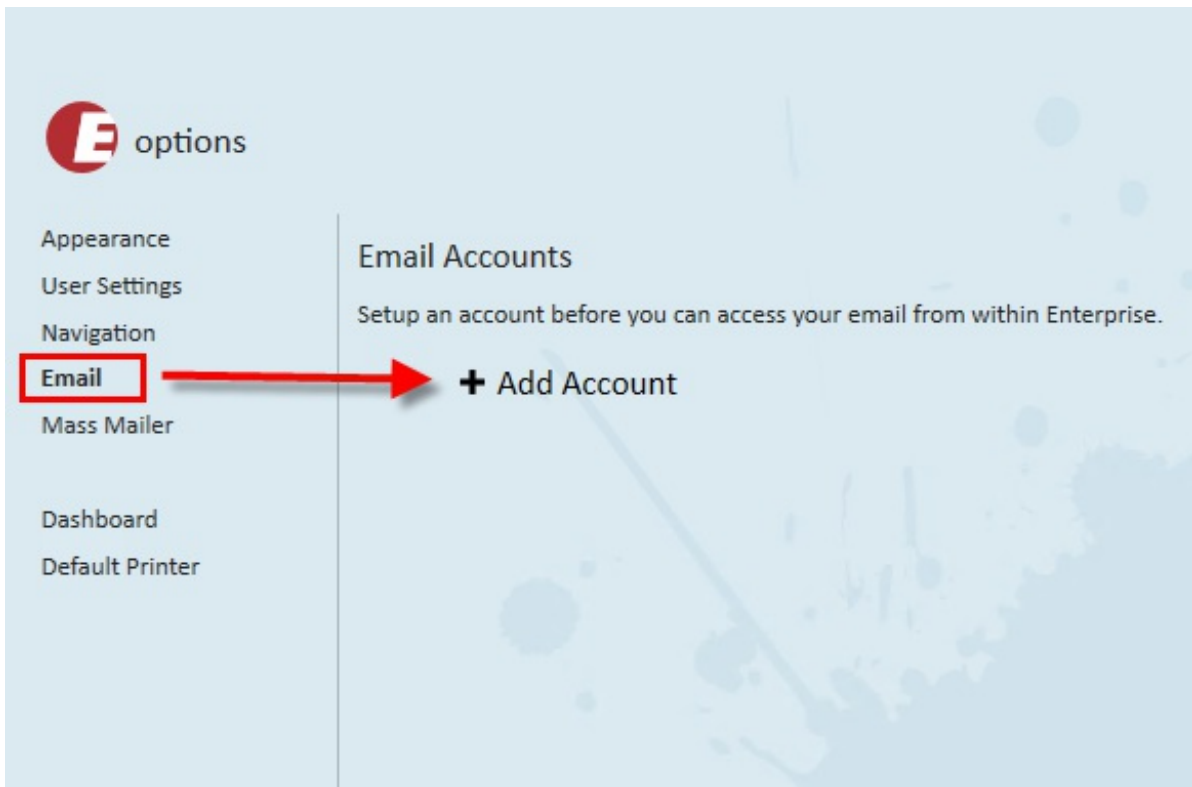 E options
Appearance
User Settings
Navigation
Email
Mass Mailer
Dashboard
Default Printer
Email Accounts
Setup an account before you can access your email from within Enterprise.
+ Add Account